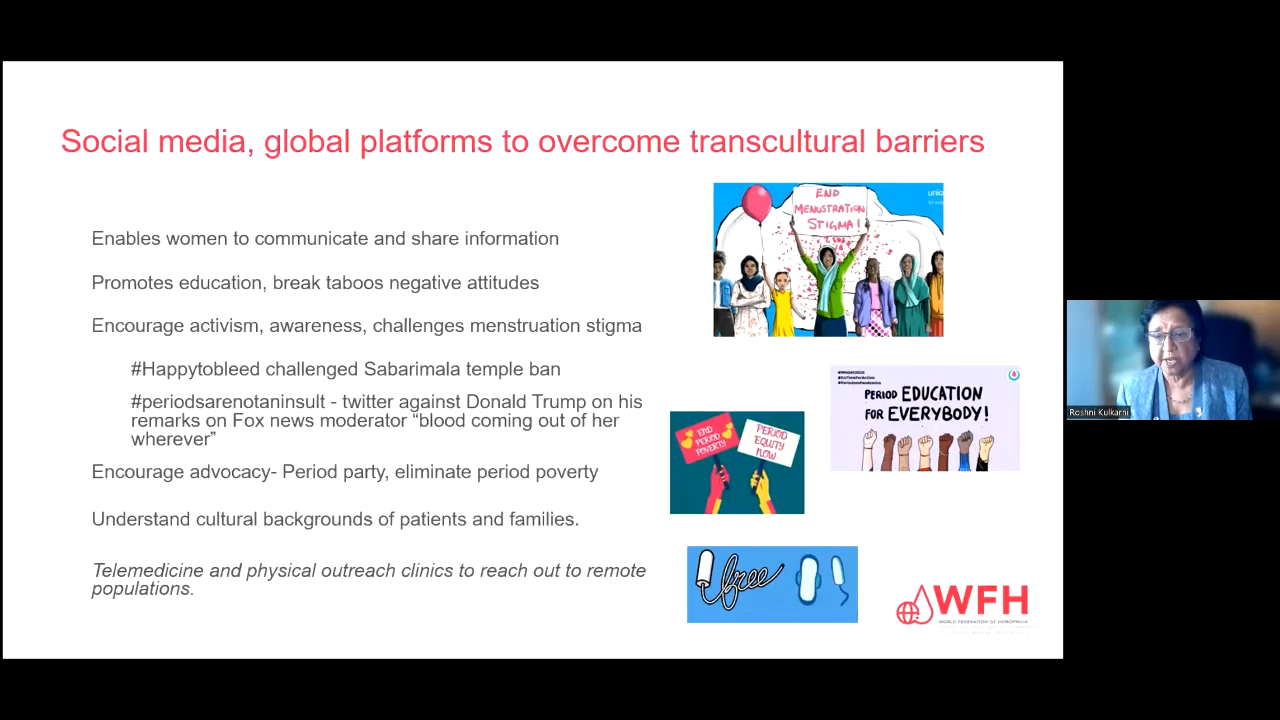 Social media, global platforms to overcome transcultural barriers
Enables women to communicate and share information
Promotes education, break taboos negative attitudes
Encourage activism, awareness, challenges menstruation stigma
#Happytobleed challenged Sabarimala temple ban
#periodsarenotaninsult - twitter against Donald Trump on his
remarks on Fox news moderator “blood coming out of her
wherever”
Encourage advocacy- Period party, eliminate period poverty
Understand cultural backgrounds of patients and families.
Telemedicine and physical outreach clinics to reach out to remote
populations.
END
MENUSTRATION
STIGMA!
PERIOD EDUCATION
FOR EVERYBODY!
END
PERIOD
POVERTY
PERIOD
EQUITY
NOW
free
WFH
WORLD FEDERATION OF HEMOPHILIA
Roshni Kulkarni